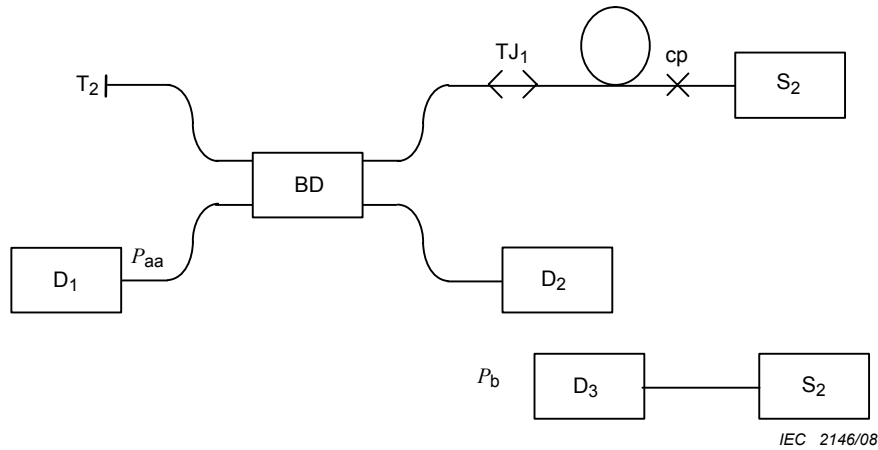 TJ1
cp
T2
S2
BD
Paa
D1
D2
Pb
D3
S2
IEC 2146/08